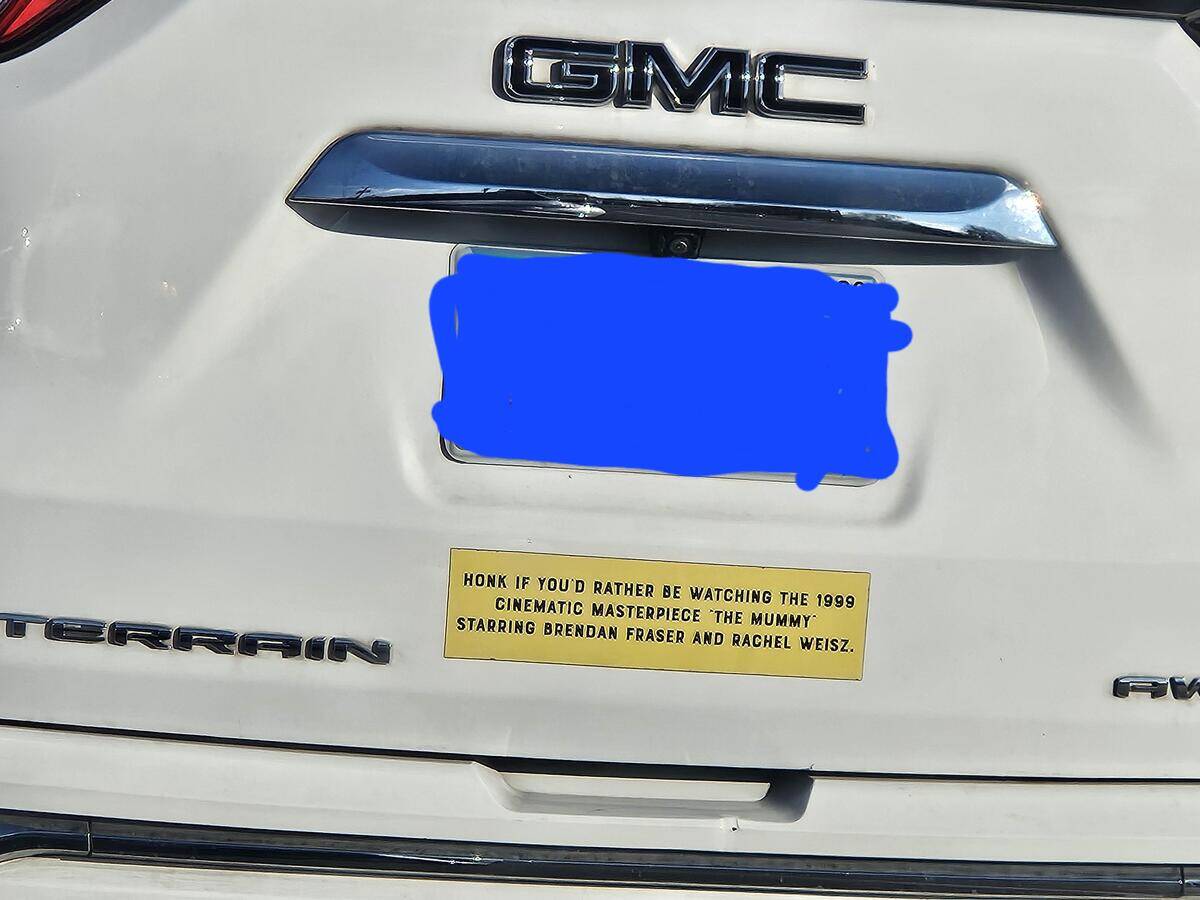 GMC
HONK IF YOU'D RATHER BE WATCHING THE 1999
CINEMATIC MASTERPIECE "THE MUMMY"
STARRING BRENDAN FRASER AND RACHEL WEISZ.
TERRAIN